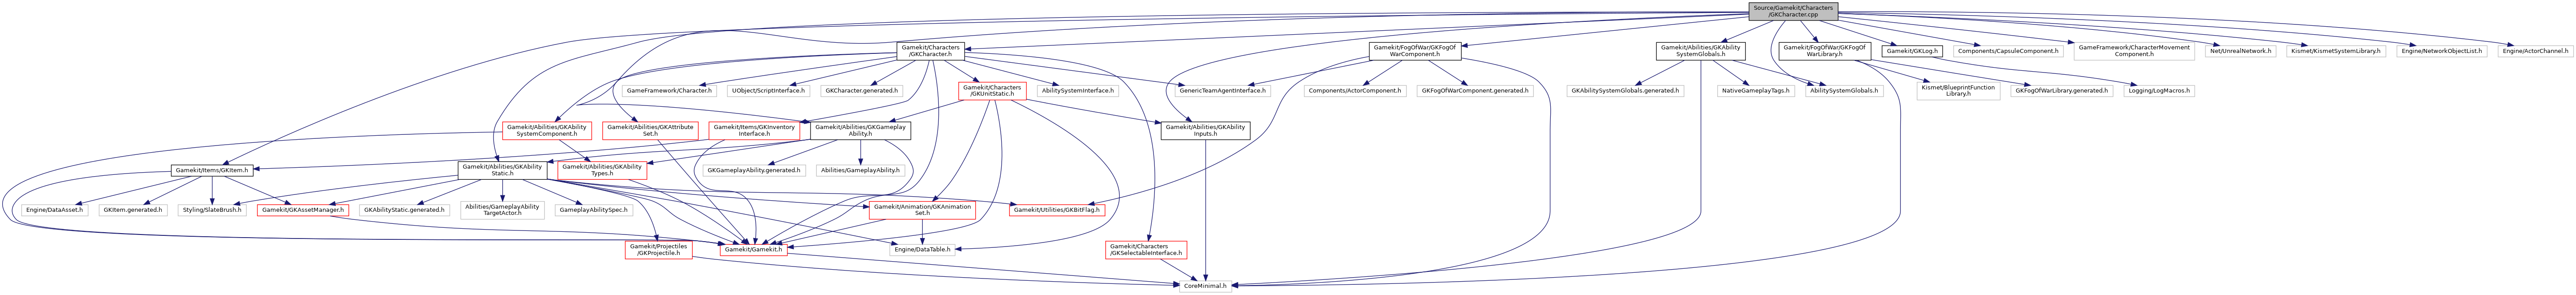 Source/Gamekit/Characters
/GKCharacter.cpp
Gamekit/Characters
/GKCharacter.h
Gamekit/FogOfWar/GKFogOf
WarComponent.h
Gamekit/Abilities/GKAbility
SystemGlobals.h
Gamekit/FogOfWar/GKFogOf
WarLibrary.h
Gamekit/GKLog.h
Components/CapsuleComponent.h
GameFramework/CharacterMovement
Component.h
Net/UnrealNetwork.h
Kismet/KismetSystemLibrary.h
Engine/NetworkObjectList.h
Engine/ActorChannel.h
GameFramework/Character.h
UObject/ScriptInterface.h
GKCharacter.generated.h
Gamekit/Characters
/GKUnitStatic.h
AbilitySystemInterface.h
GenericTeamAgentInterface.h
Components/ActorComponent.h
GKFogOfWarComponent.generated.h
GKAbilitySystemGlobals.generated.h
NativeGameplayTags.h
AbilitySystemGlobals.h
Kismet/BlueprintFunction
Library.h
GKFogOfWarLibrary.generated.h
Logging/LogMacros.h
Gamekit/Abilities/GKAbility
SystemComponent.h
Gamekit/Abilities/GKAttribute
Set.h
Gamekit/Items/GKInventory
Interface.h
Gamekit/Abilities/GKGameplay
Ability.h
Gamekit/Abilities/GKAbility
Inputs.h
Gamekit/Items/GKItem.h
Gamekit/Abilities/GKAbility
Static.h
Gamekit/Abilities/GKAbility
Types.h
GKGameplayAbility.generated.h
Abilities/GameplayAbility.h
Engine/DataAsset.h
GKItem.generated.h
Styling/SlateBrush.h
Gamekit/GKAssetManager.h
GKAbilityStatic.generated.h
Abilities/GameplayAbility
TargetActor.h
GameplayAbilitySpec.h
Gamekit/Animation/GKAnimation
Set.h
Gamekit/Utilities/GKBitFlag.h
Gamekit/Projectiles
/GKProjectile.h
Gamekit/Gamekit.h
Engine/DataTable.h
Gamekit/Characters
/GKSelectableInterface.h
CoreMinimal.h